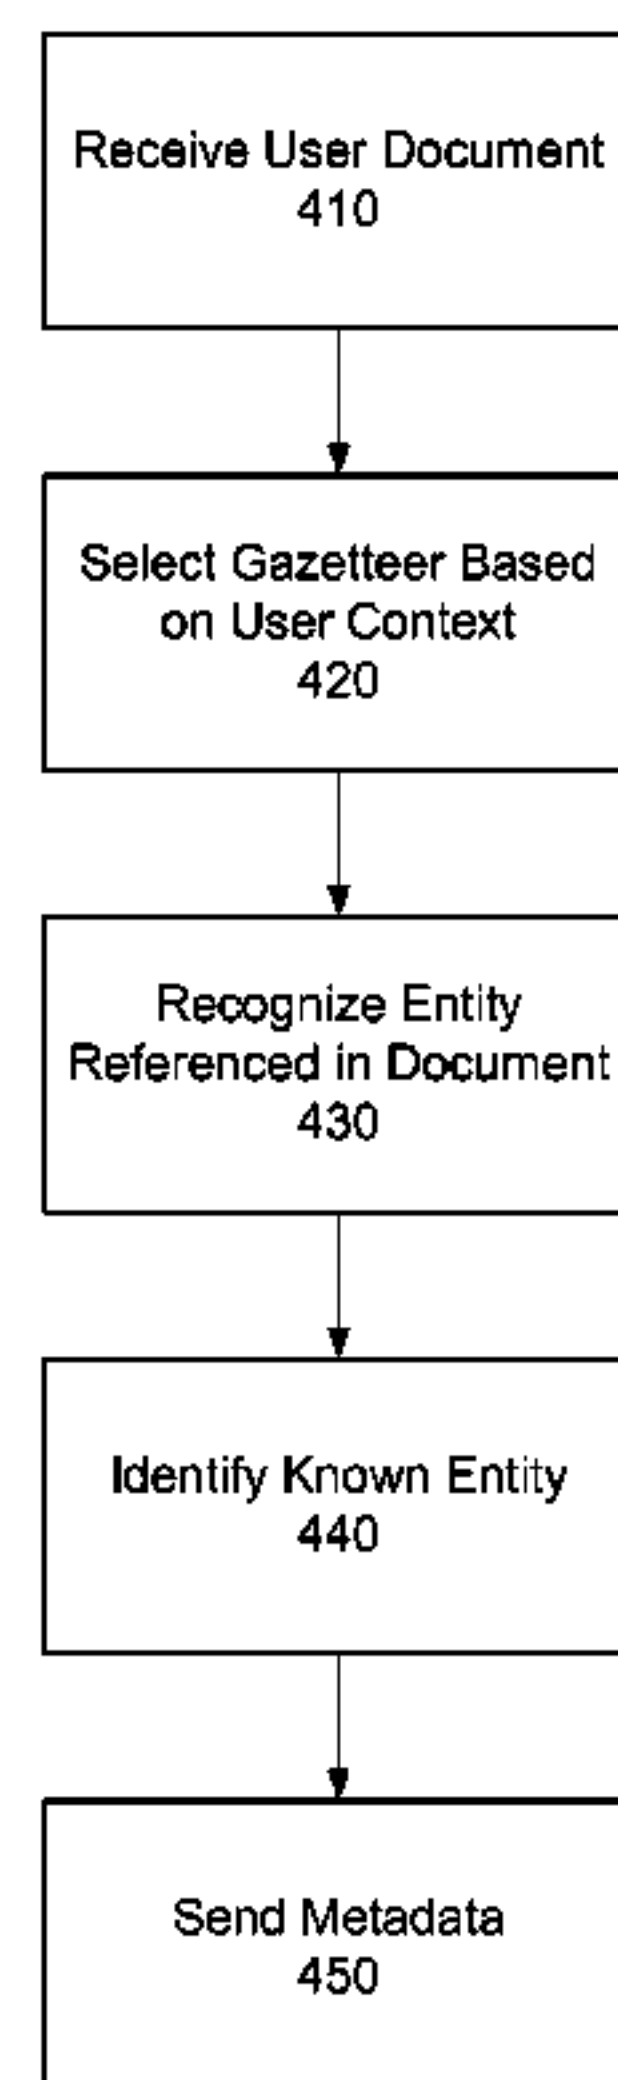 Receive User Document
410
Select Gazetteer Based
on User Context
420
Recognize Entity
Referenced in Document
430
Identify Known Entity
440
Send Metadata
450